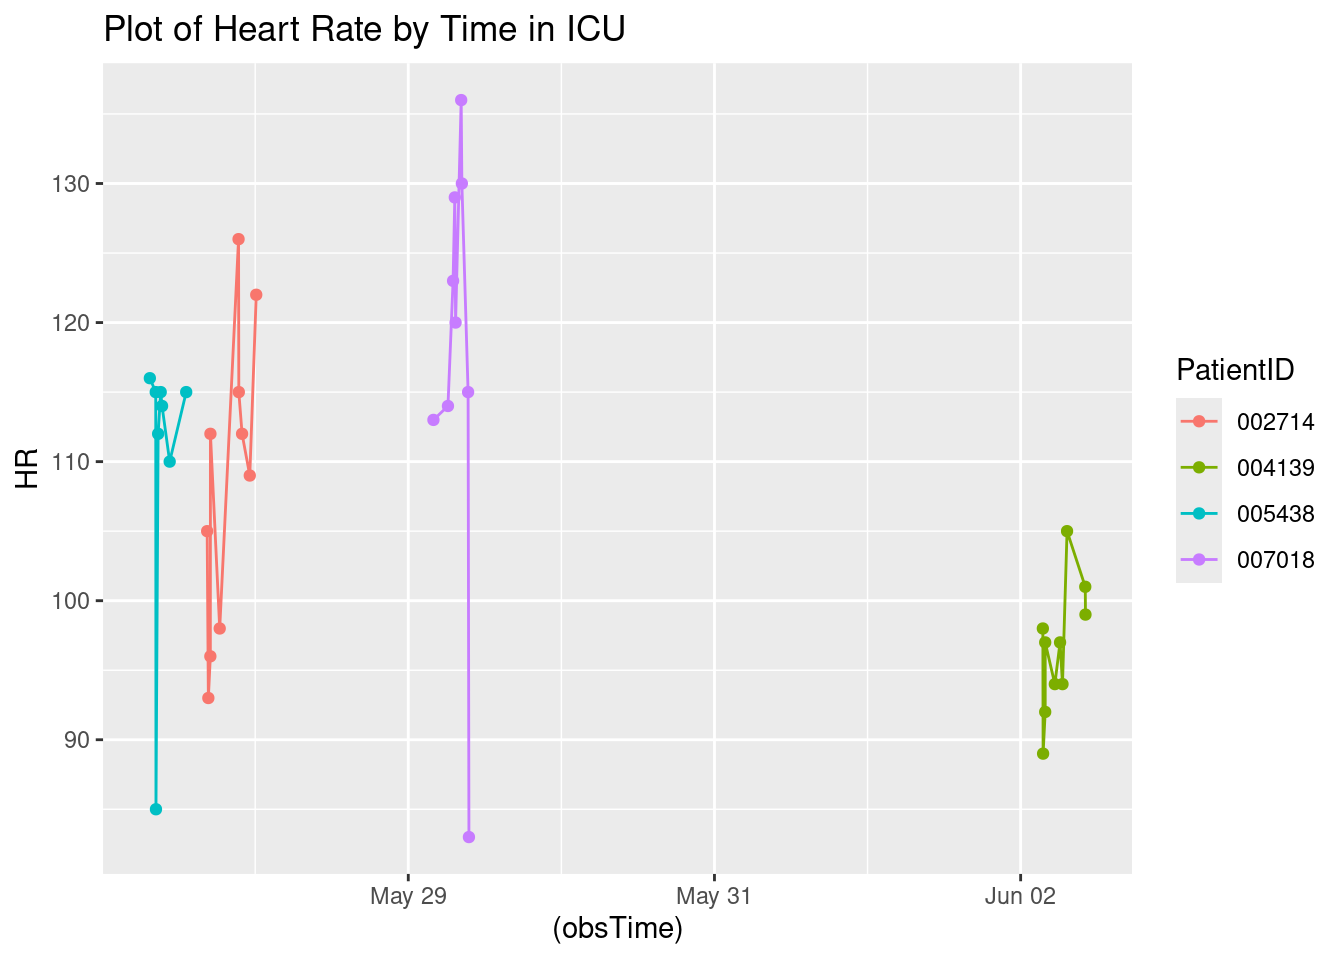 Plot of Heart Rate by Time in ICU
HR
130
120
110
100
90
May 29 May 31 Jun 02
(obsTime)
PatientID
002714
004139
005438
007018